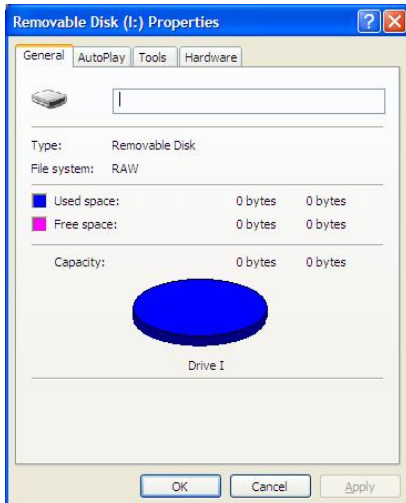 Removable Disk (I:) Properties
General AutoPlay Tools Hardware
Type: Removable Disk
File system: RAW
Used space: 0 bytes 0 bytes
Free space: 0 bytes 0 bytes
Capacity: 0 bytes 0 bytes
Drive I
OK Cancel Apply